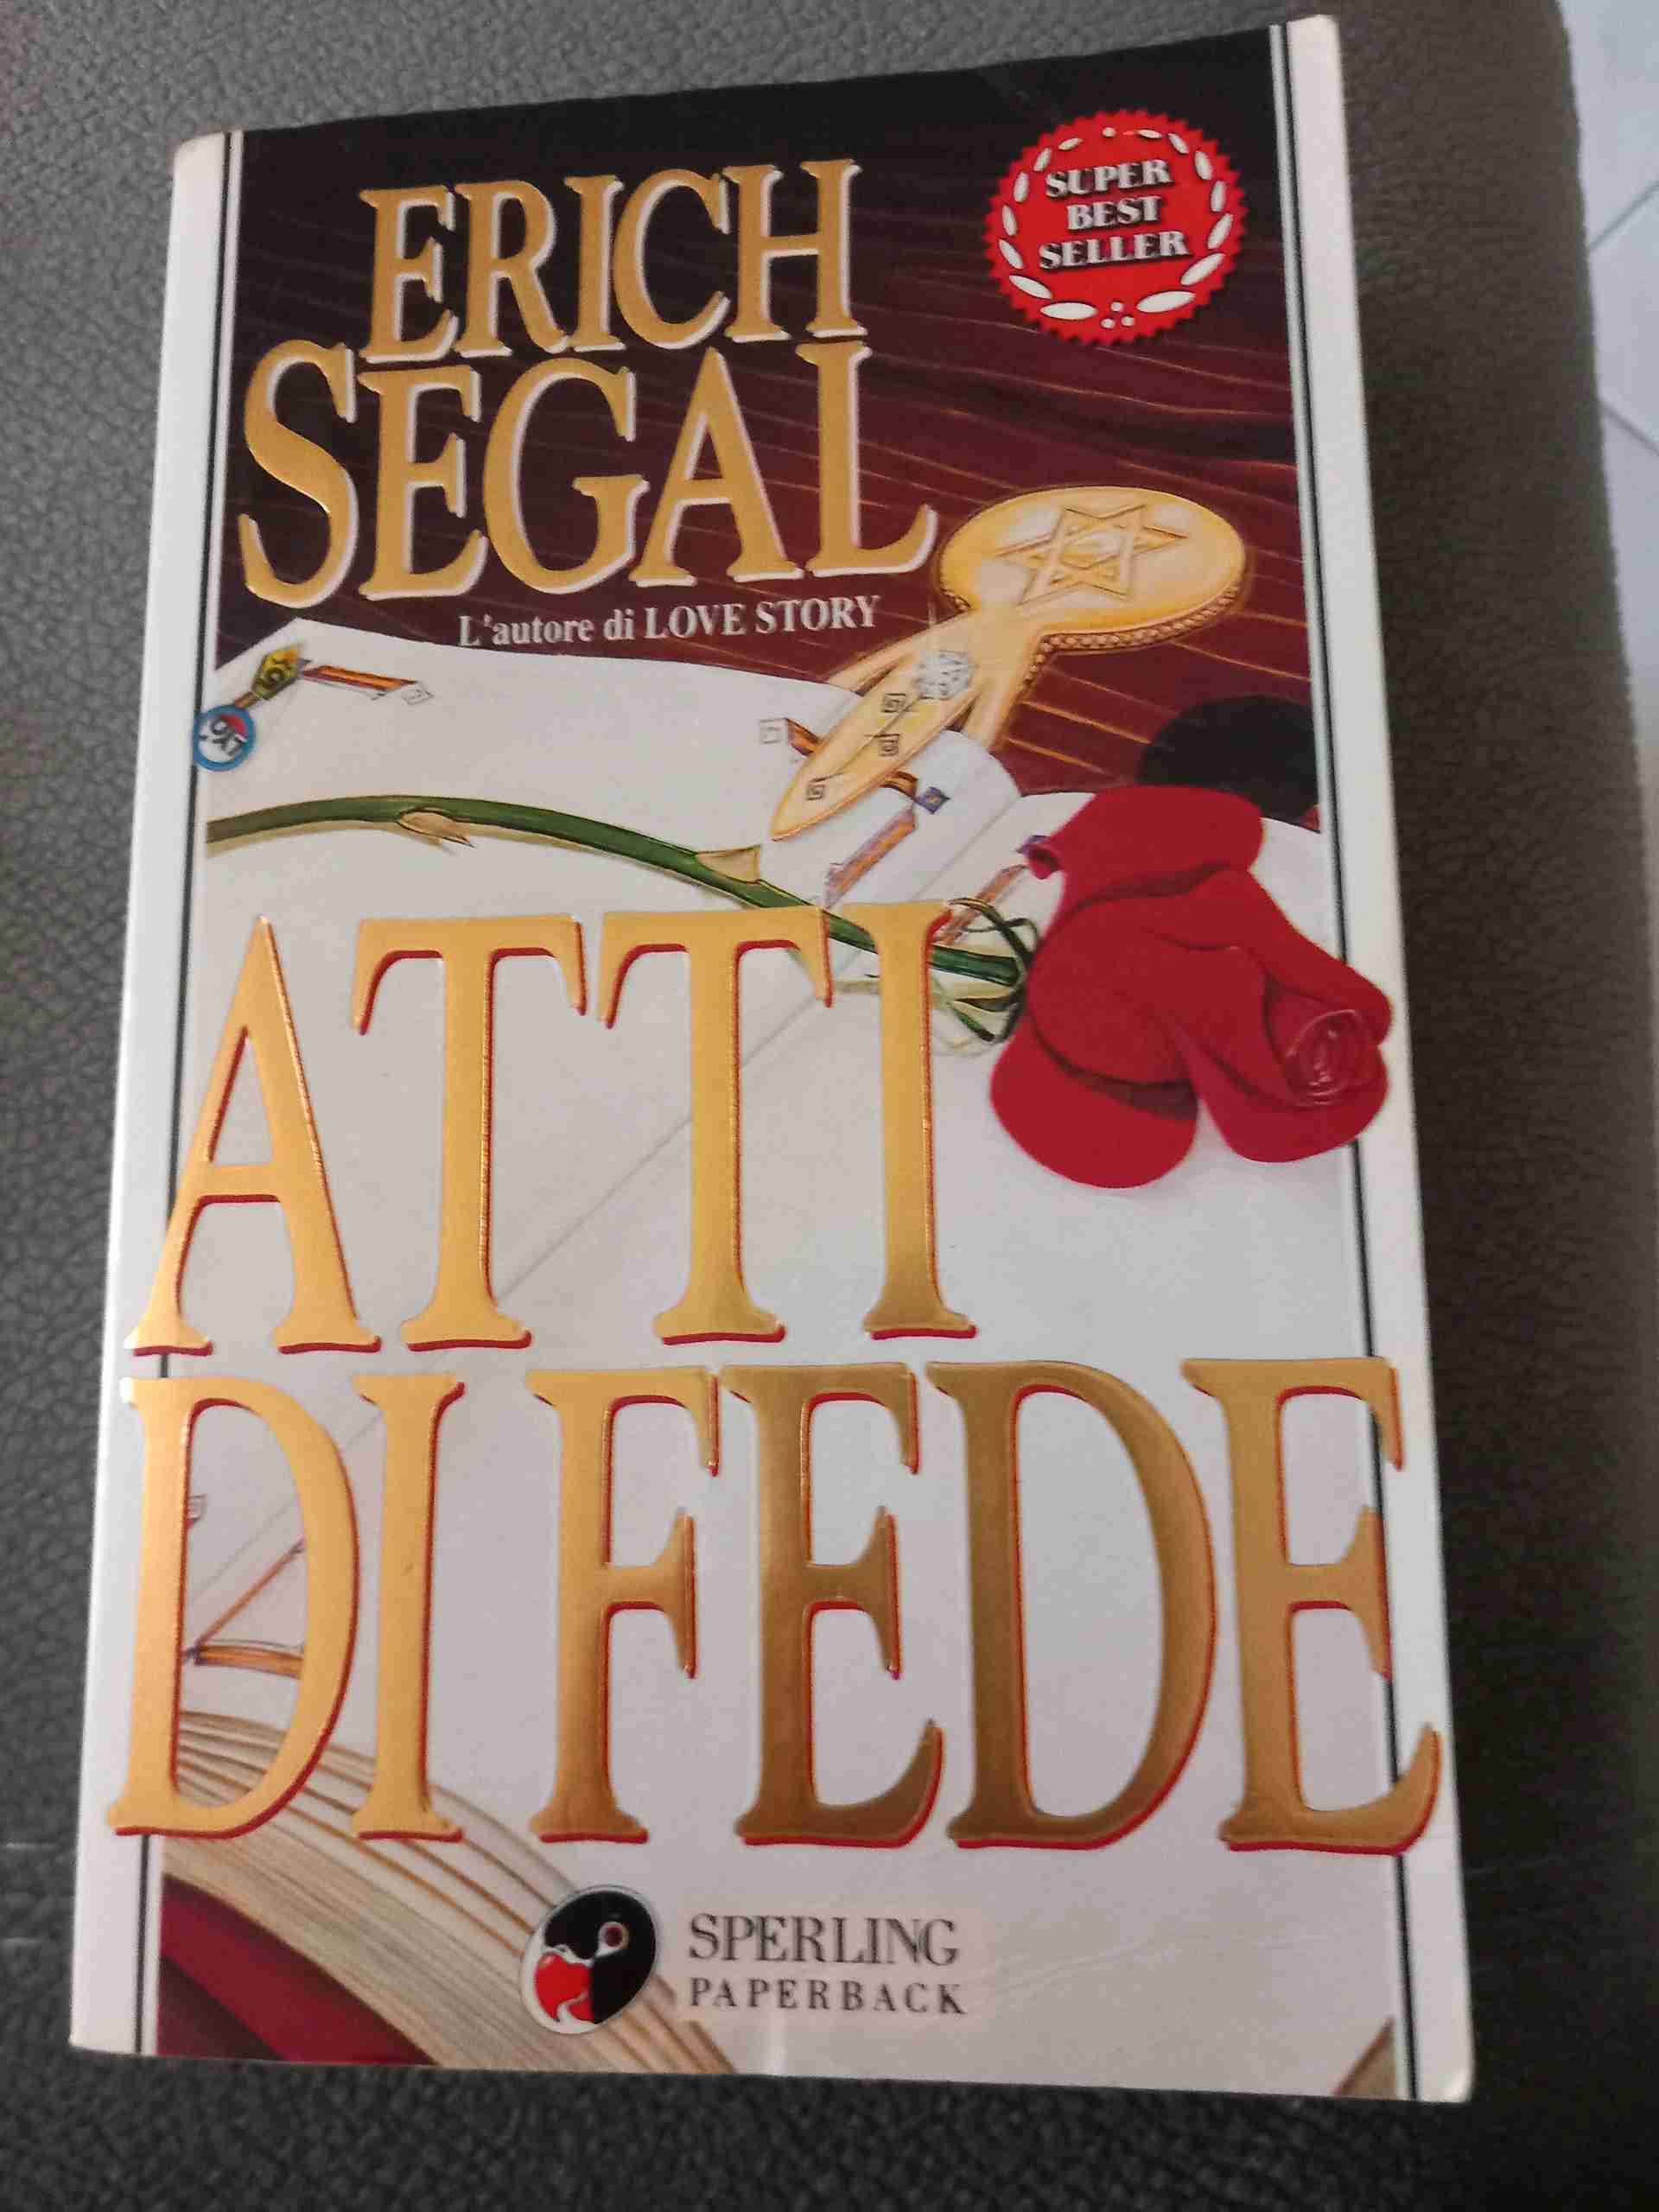 ERICH
SEGAL
L'autore di LOVE STORY
SUPER
BEST
SELLER
ATTI
DI FEDE
SPERLING
PAPERBACK